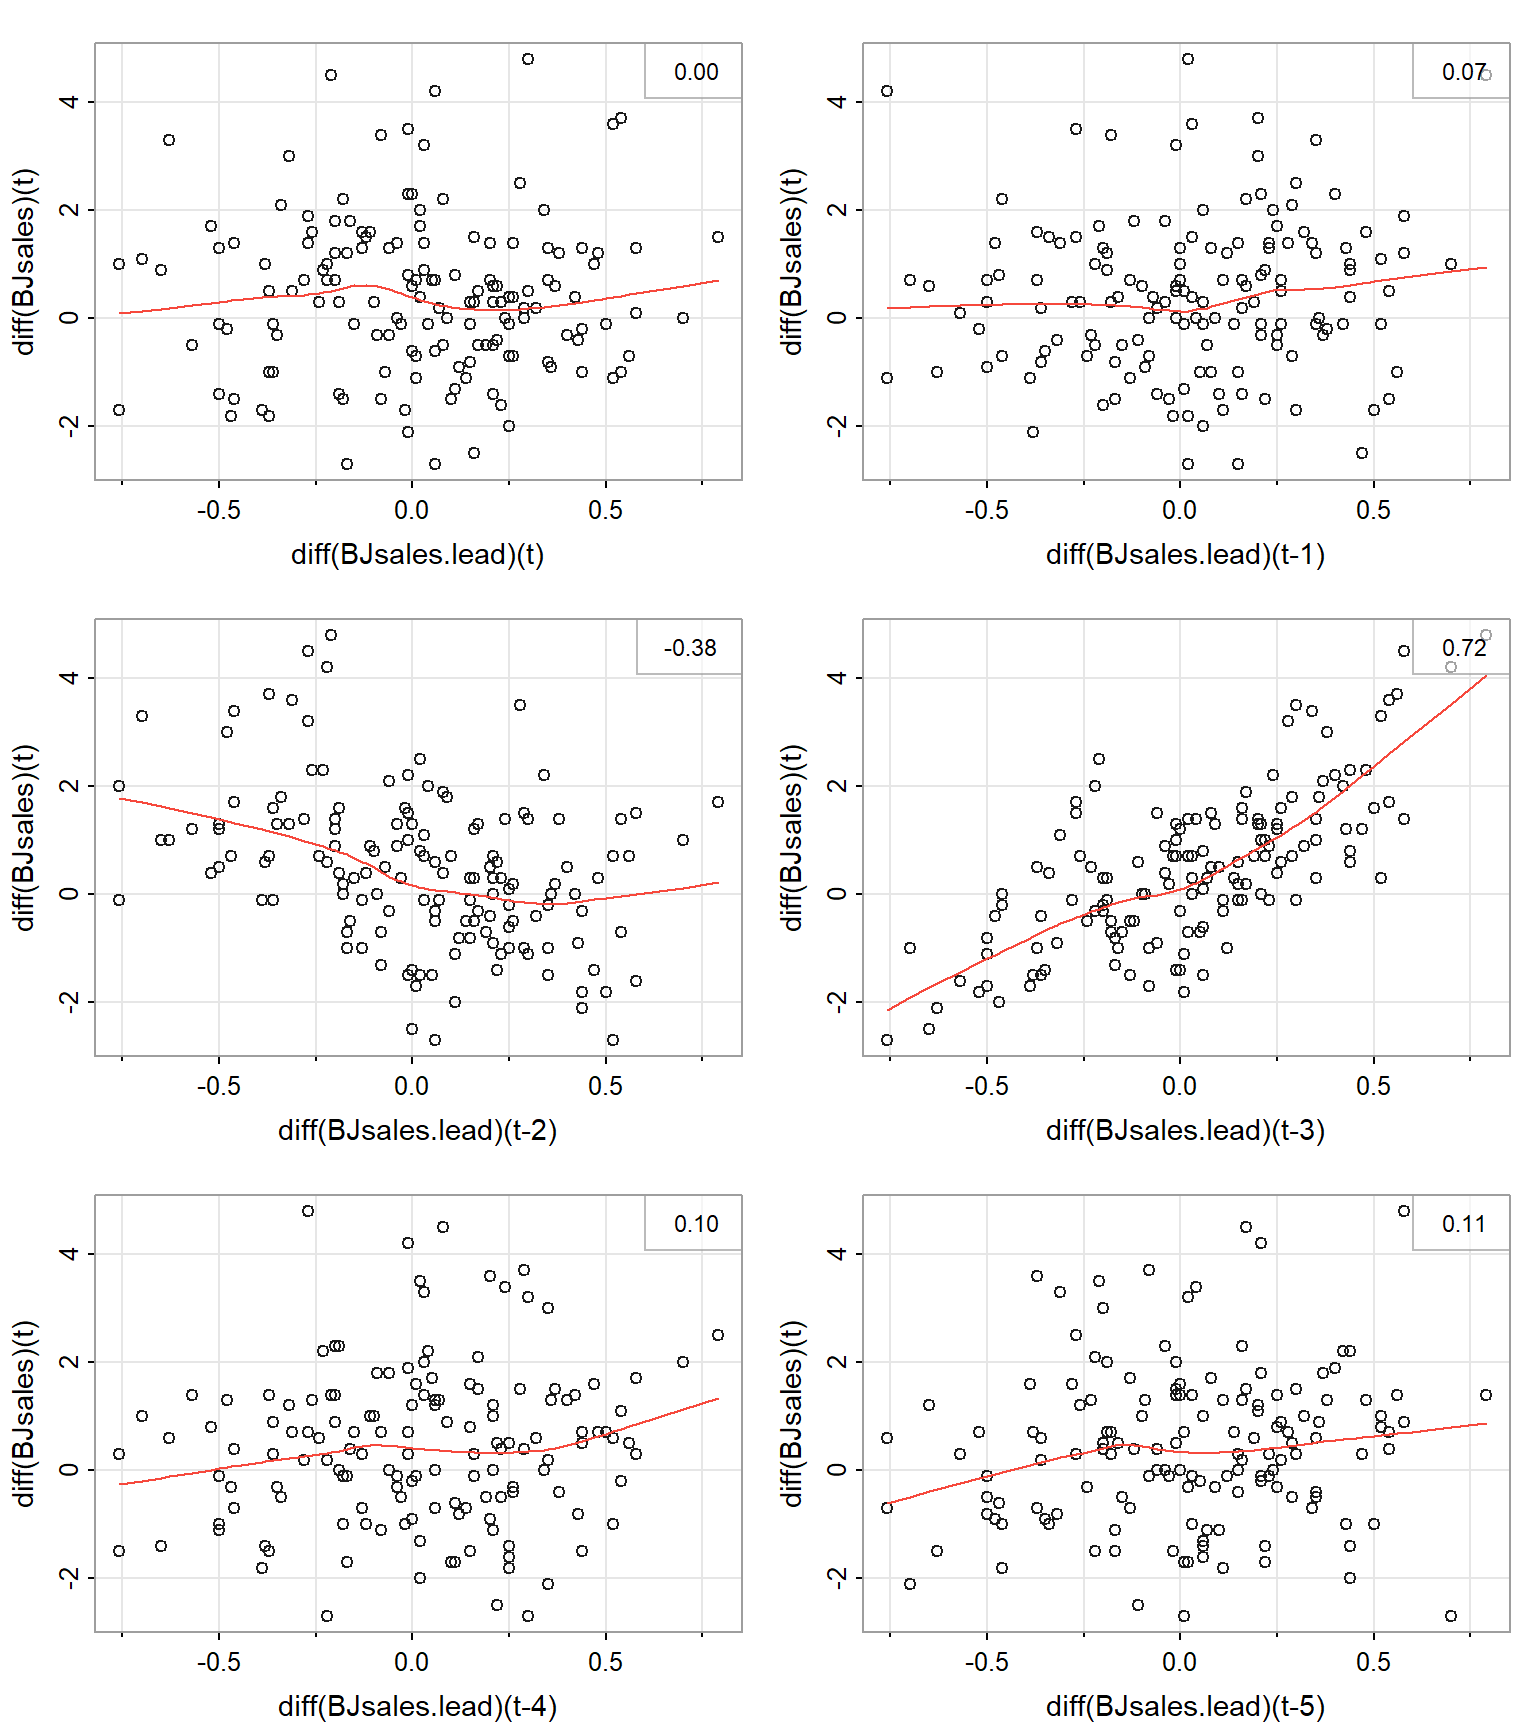 0.00
diff(BJsales)(t)
4
2
0
-2
-0.5 0.0 0.5
diff(BJsales.lead)(t)
0.07
diff(BJsales)(t)
4
2
0
-2
-0.5 0.0 0.5
diff(BJsales.lead)(t-1)
-0.38
diff(BJsales)(t)
4
2
0
-2
-0.5 0.0 0.5
diff(BJsales.lead)(t-2)
0.72
diff(BJsales)(t)
4
2
0
-2
-0.5 0.0 0.5
diff(BJsales.lead)(t-3)
0.10
diff(BJsales)(t)
4
2
0
-2
-0.5 0.0 0.5
diff(BJsales.lead)(t-4)
0.11
diff(BJsales)(t)
4
2
0
-2
-0.5 0.0 0.5
diff(BJsales.lead)(t-5)